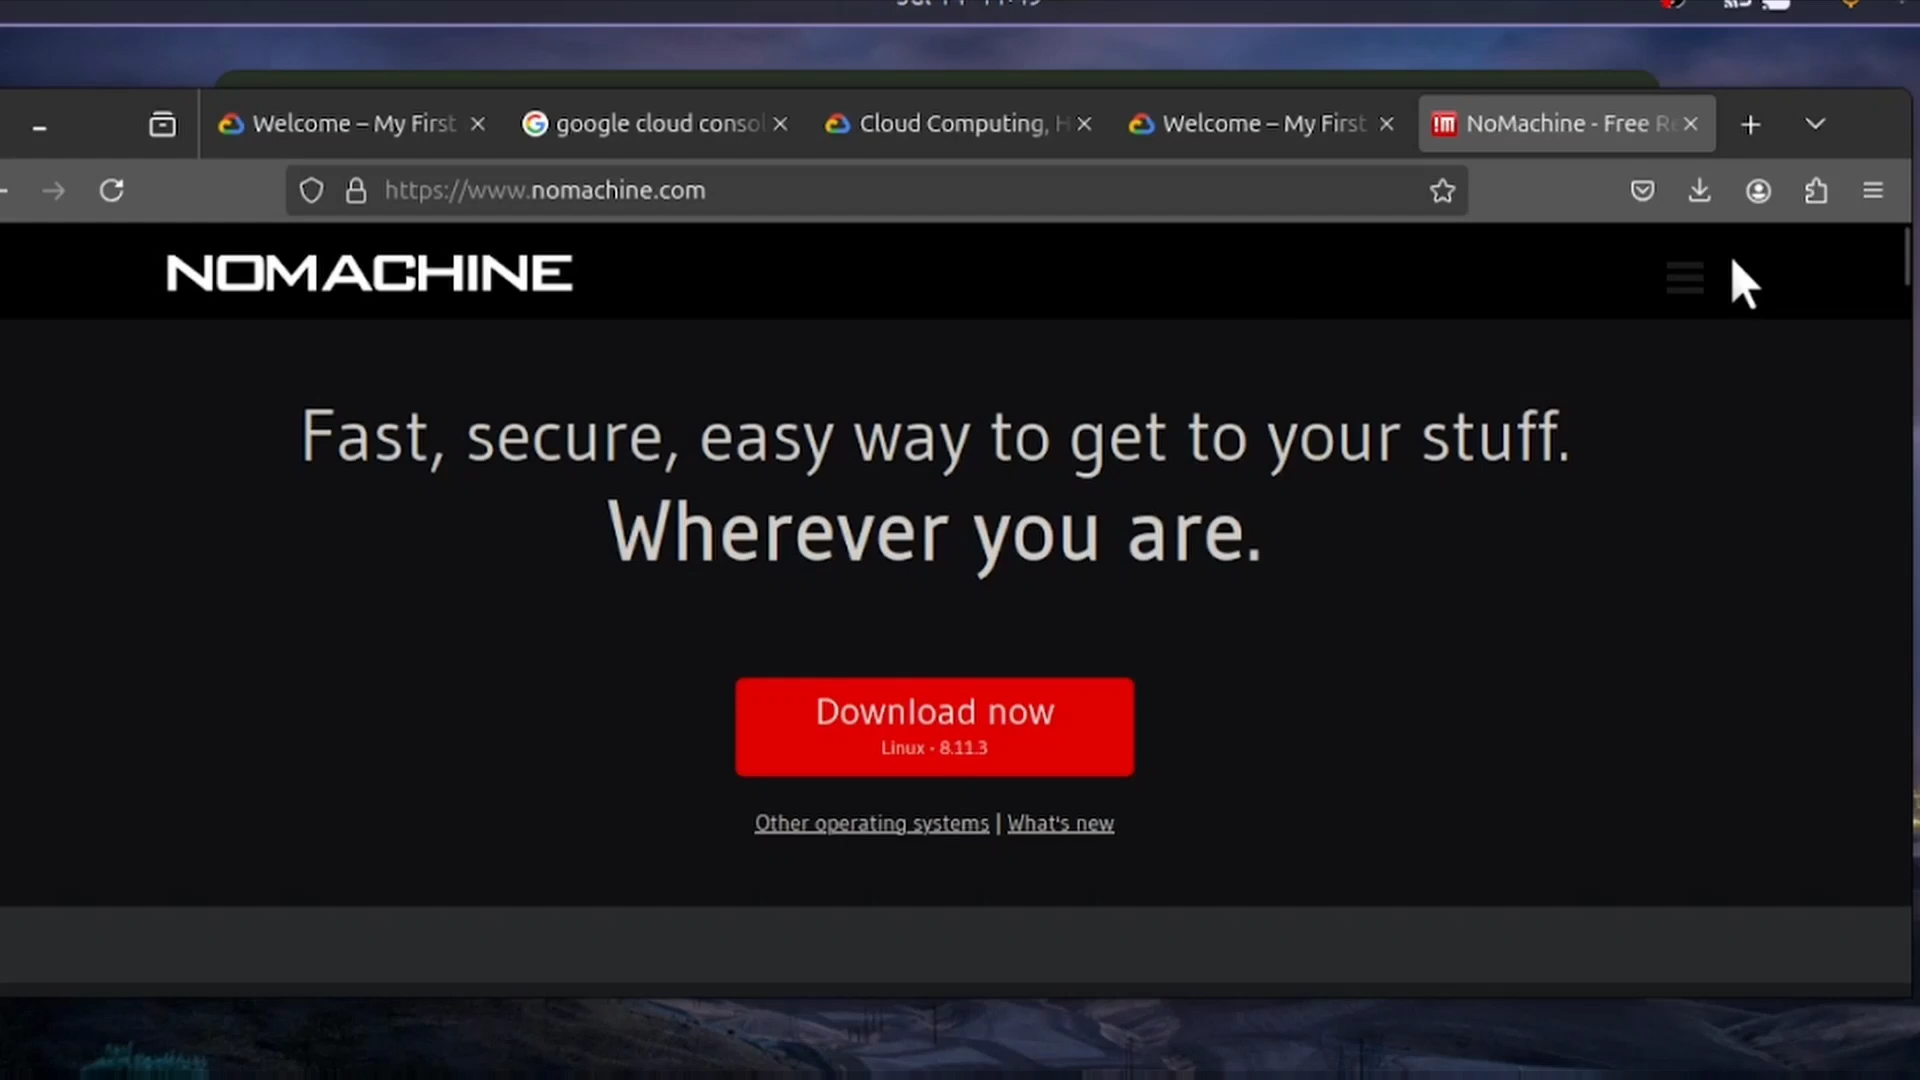 Welcome – My First
google cloud consol
Cloud Computing, H
Welcome – My First
NoMachine - Free Re
https://www.nomachine.com
NOMACHINE
Fast, secure, easy way to get to your stuff.
Wherever you are.
Download now
Linux - 8.11.3
Other operating systems | What's new